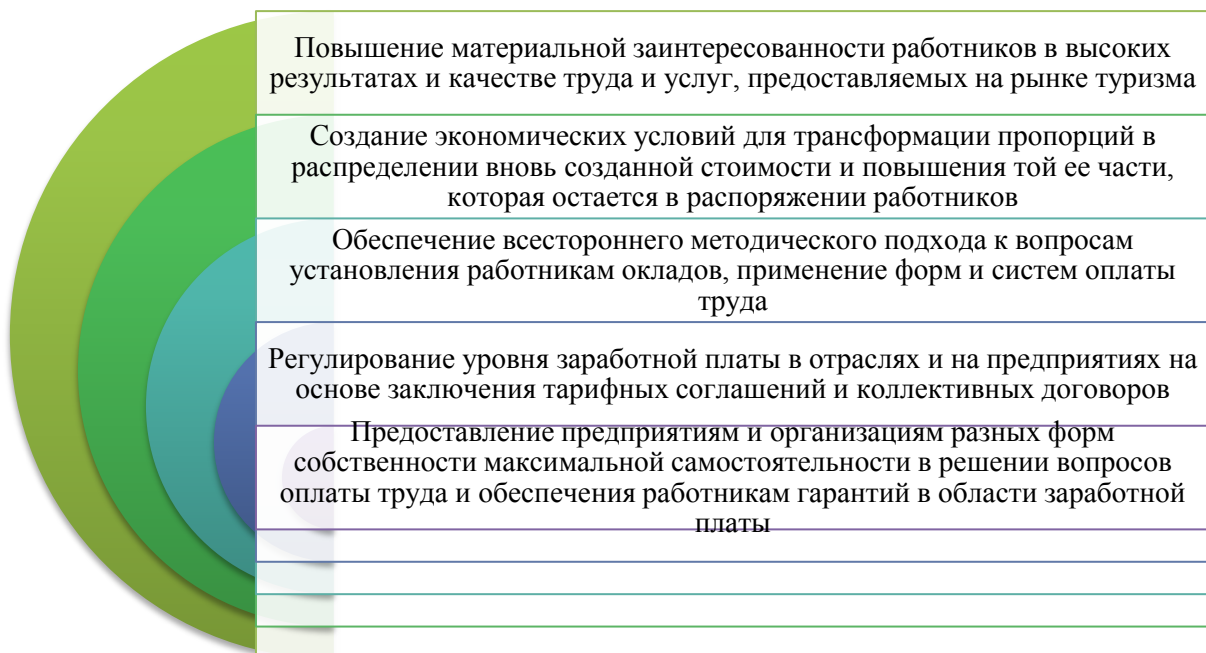 Повышение материальной заинтересованности работников в высоких
результатах и качестве труда и услуг, предоставляемых на рынке туризма
Создание экономических условий для трансформации пропорций в
распределении вновь созданной стоимости и повышения той ее части,
которая остается в распоряжении работников
Обеспечение всестороннего методического подхода к вопросам
установления работникам окладов, применение форм и систем оплаты
труда
Регулирование уровня заработной платы в отраслях и на предприятиях на
основе заключения тарифных соглашений и коллективных договоров
Предоставление предприятиям и организациям разных форм
собственности максимальной самостоятельности в решении вопросов
оплаты труда и обеспечения работникам гарантий в области заработной
платы